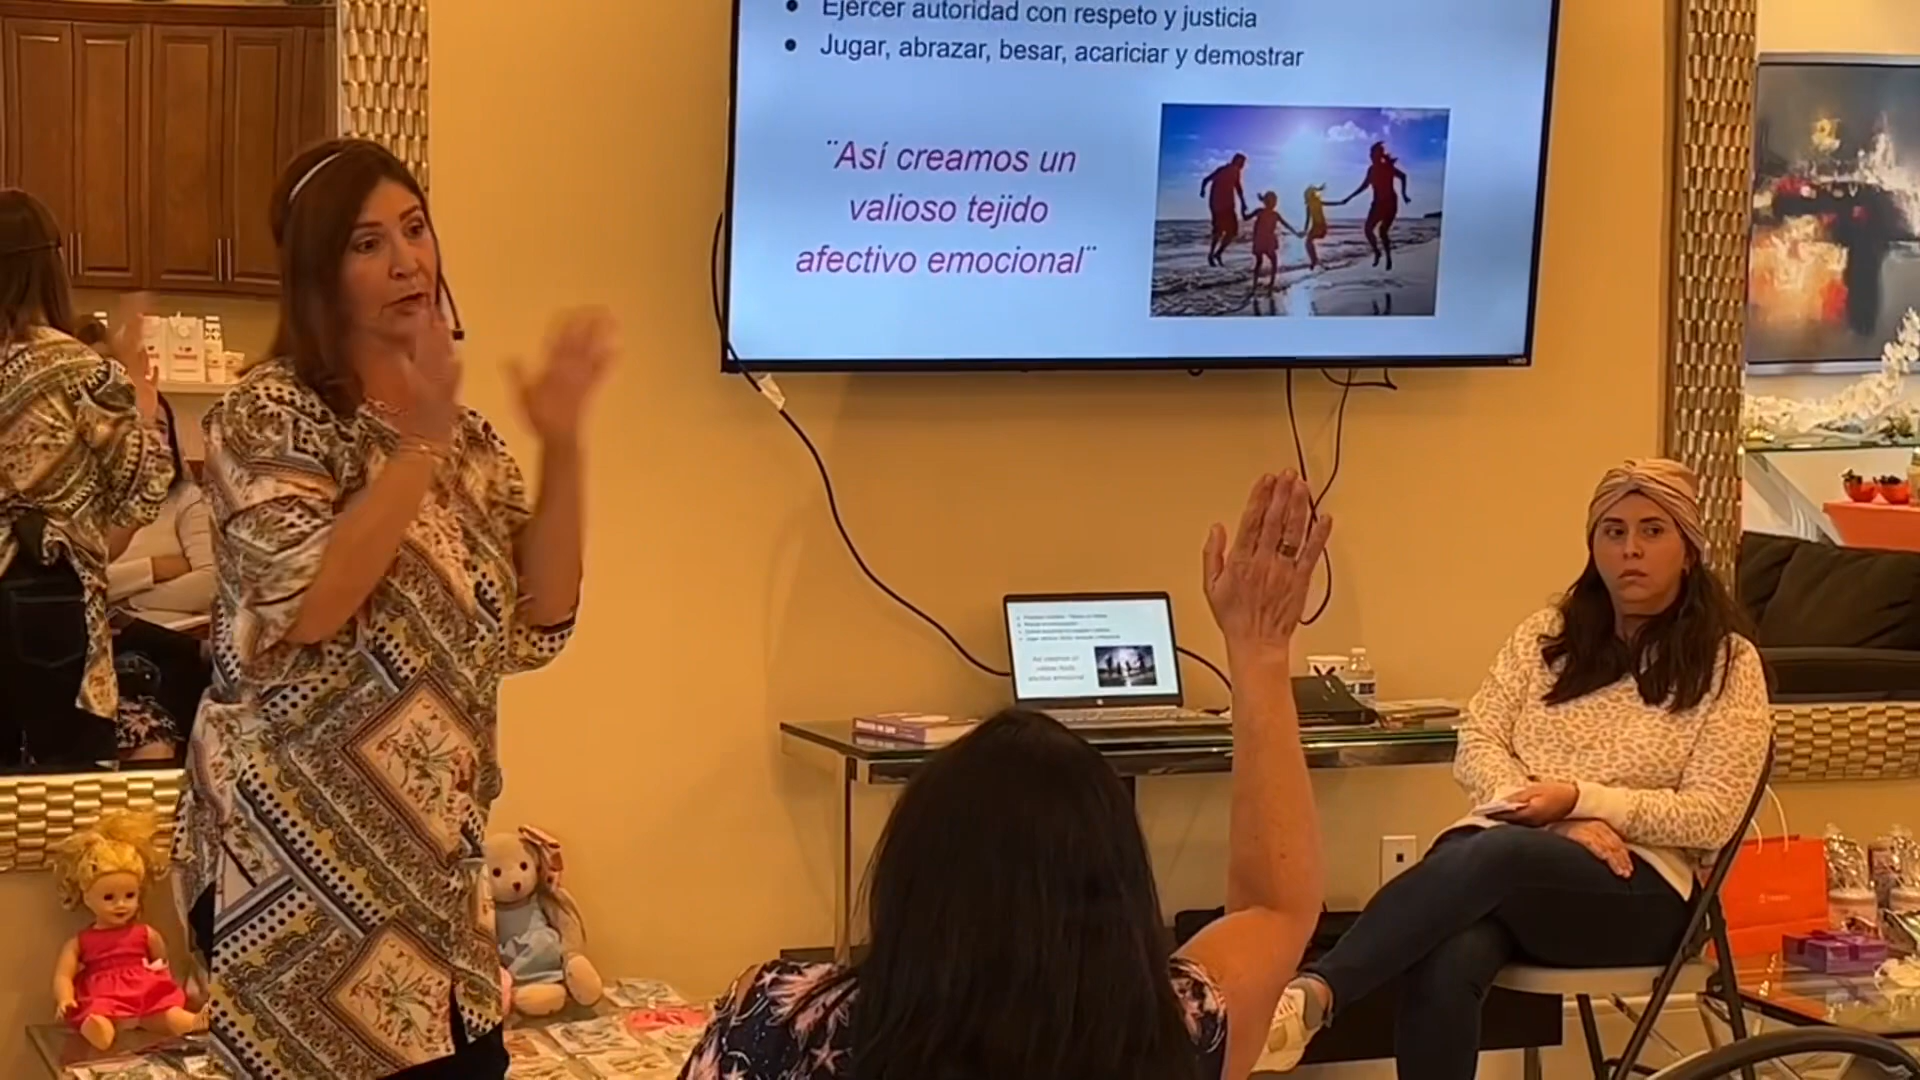 • Ejercer autoridad con respeto y justicia
• Jugar, abrazar, besar, acariciar y demostrar
¨Así creamos un
valioso tejido
afectivo emocional¨